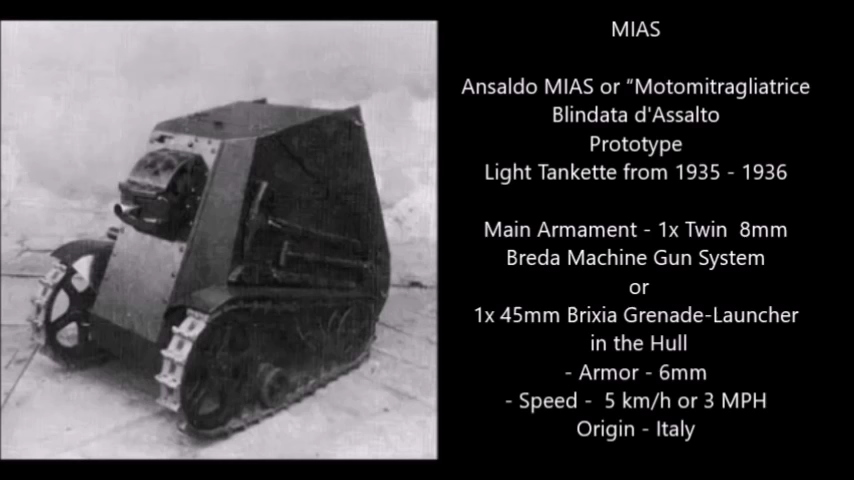 MIAS
Ansaldo MIAS or “Motomitragliatrice
Blindata d'Assalto
Prototype
Light Tankette from 1935 - 1936
Main Armament - 1x Twin  8mm
Breda Machine Gun System
or
1x 45mm Brixia Grenade-Launcher
in the Hull
- Armor - 6mm
- Speed -  5 km/h or 3 MPH
Origin - Italy